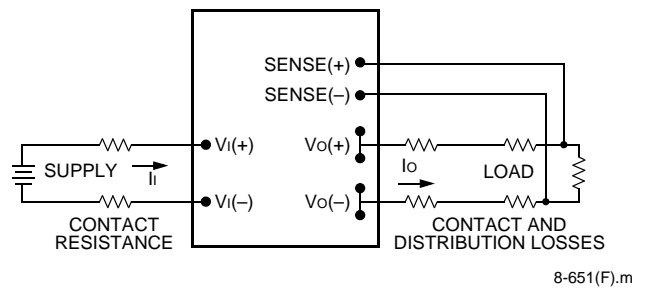 SENSE(+)
SENSE(–)
VI(+)
VO(+)
SUPPLY
II
IO
LOAD
VI(–)
VO(–)
CONTACT
RESISTANCE
CONTACT AND
DISTRIBUTION LOSSES
8-651(F).m